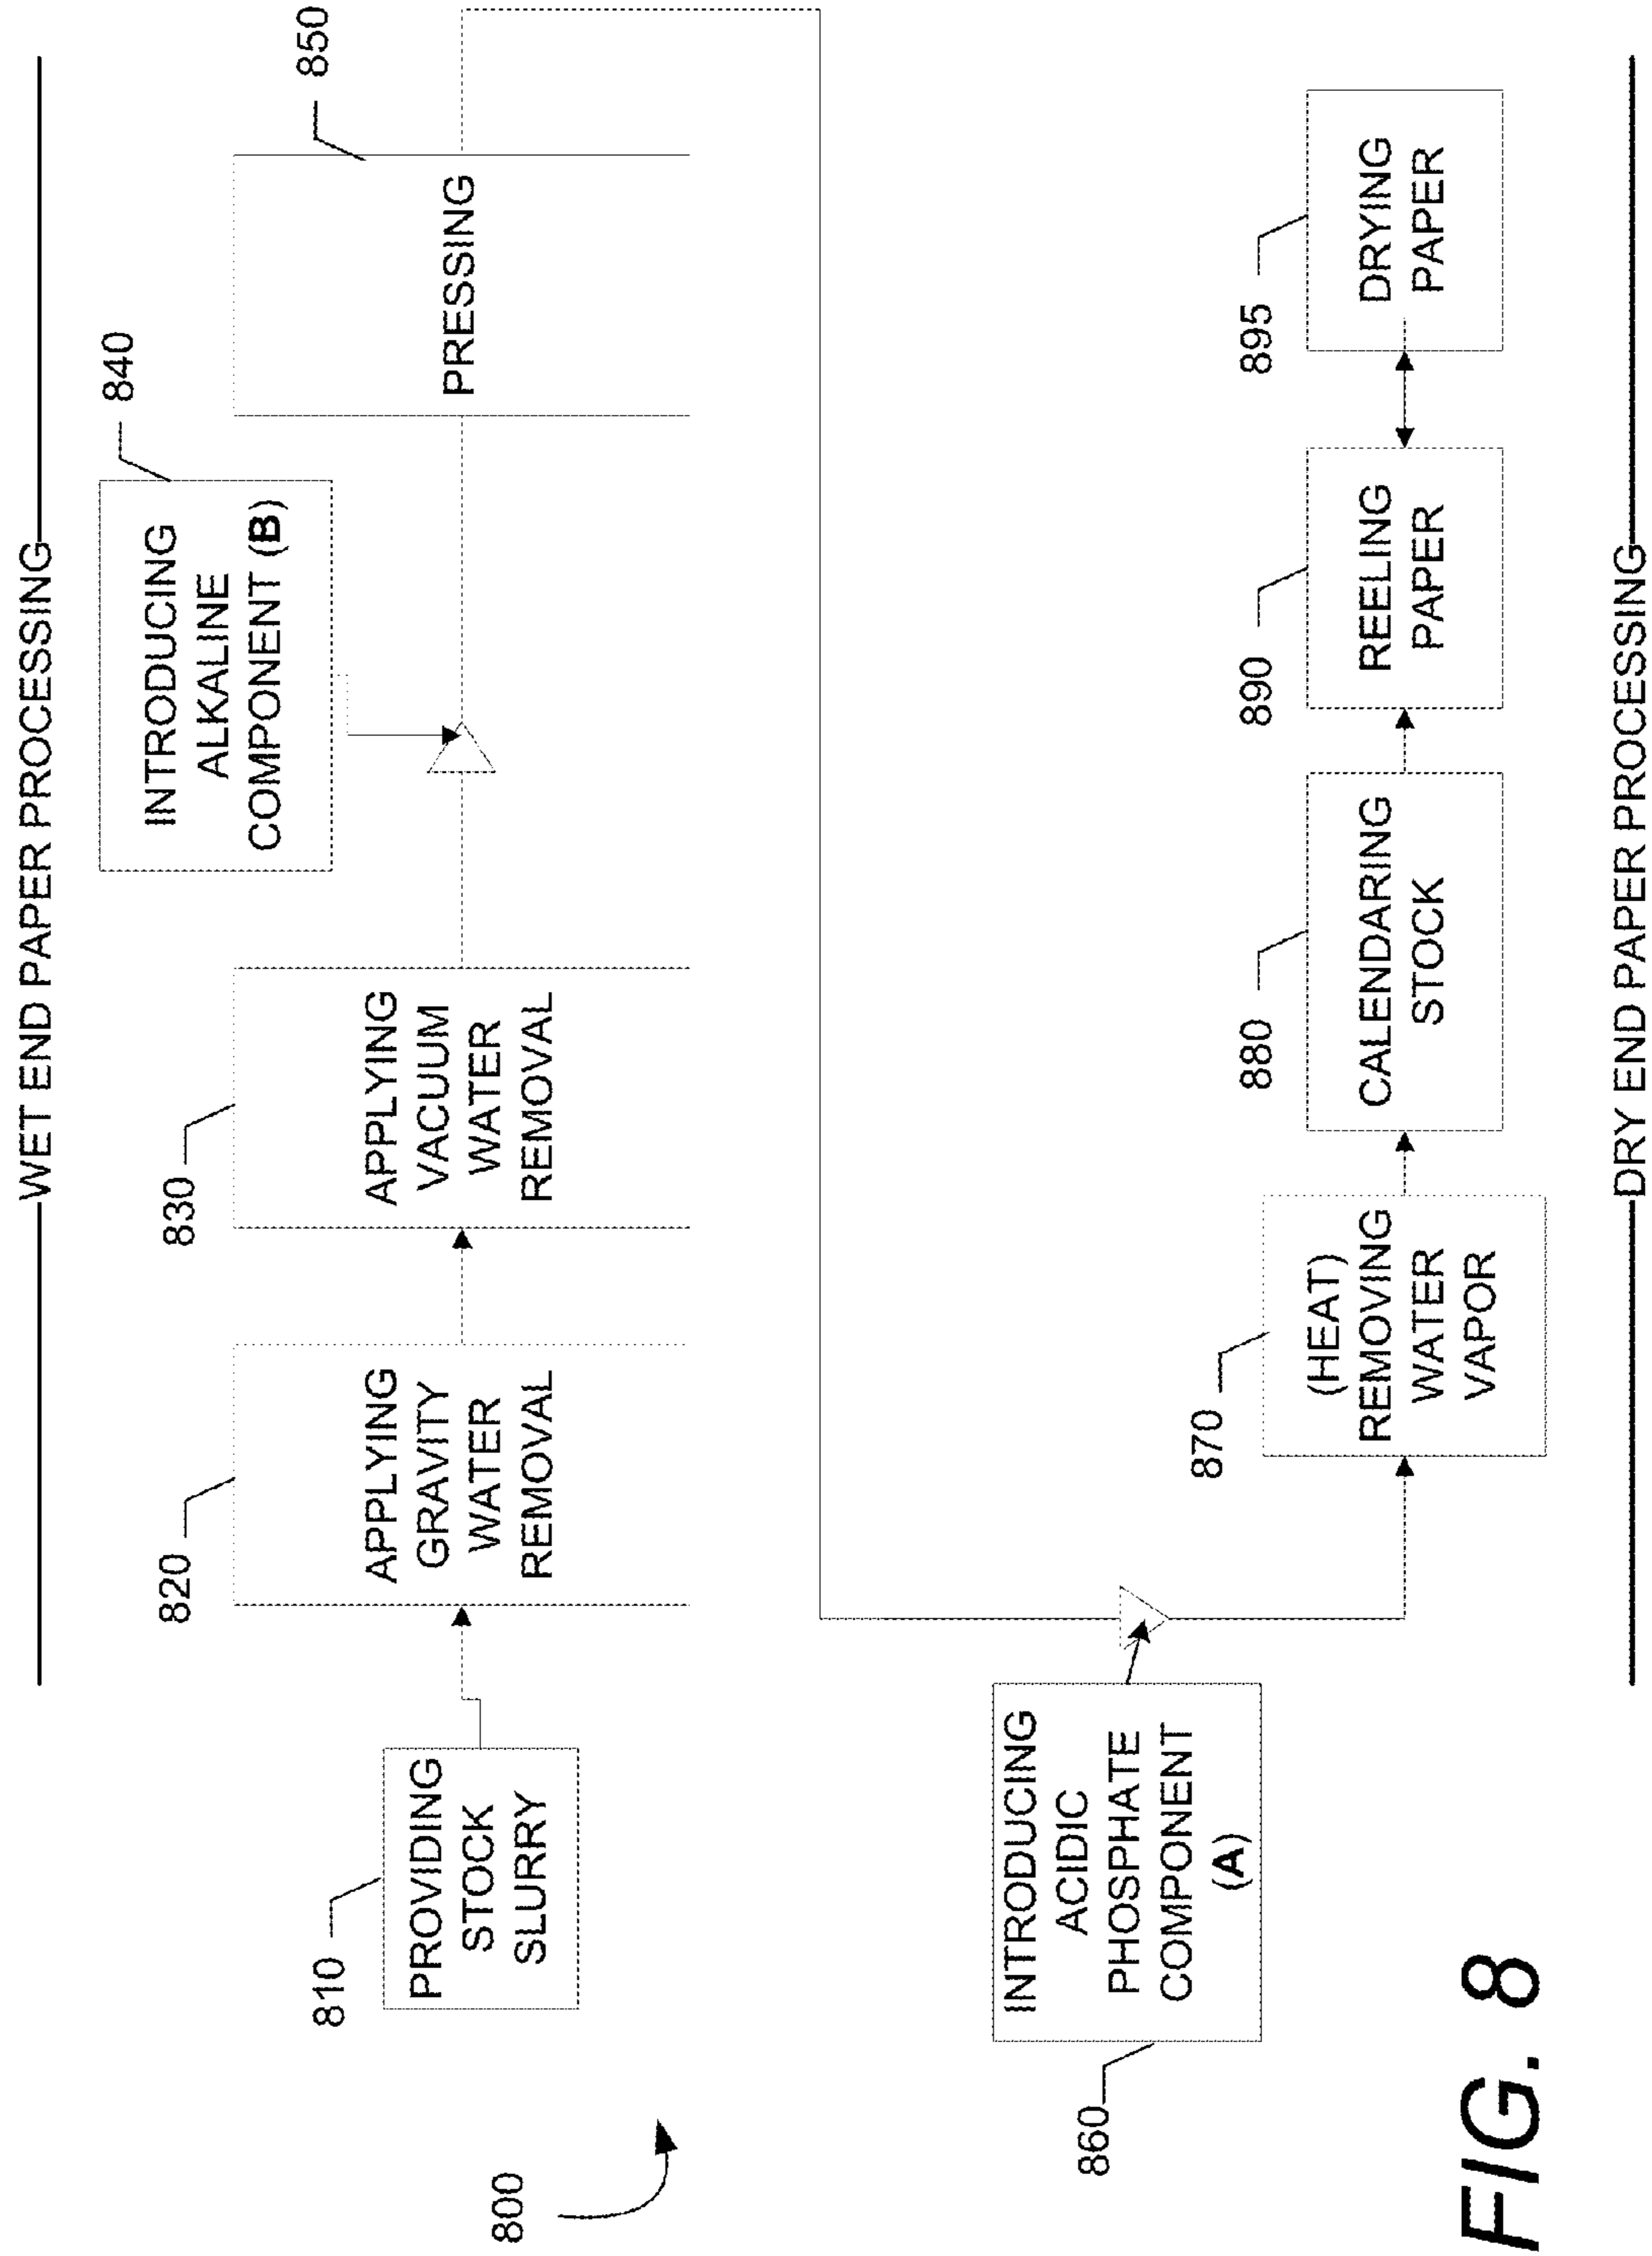 WET END PAPER PROCESSING
800
810
PROVIDING
STOCK
SLURRY
820
APPLYING
GRAVITY
WATER
REMOVAL
830
APPLYING
VACUUM
WATER
REMOVAL
840
INTRODUCING
ALKALINE
COMPONENT (B)
850
PRESSING
860
INTRODUCING
ACIDIC
PHOSPHATE
COMPONENT
(A)
870
(HEAT)
REMOVING
WATER
VAPOR
880
CALENDARING
STOCK
890
REELING
PAPER
895
DRYING
PAPER
DRY END PAPER PROCESSING
FIG. 8